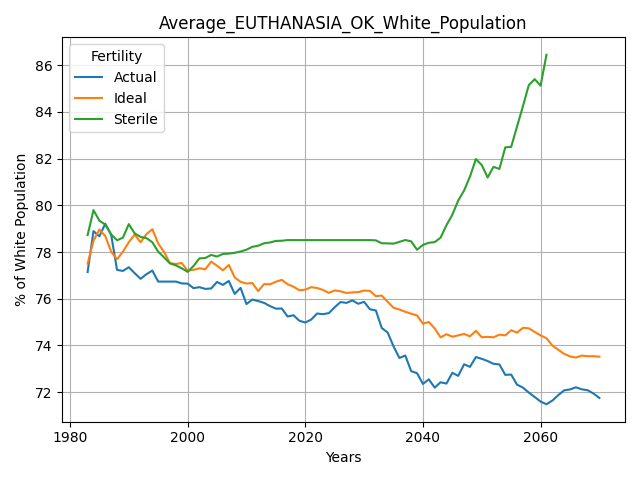 Average_EUTHANASIA_OK_White_Population
Fertility
Actual
Ideal
Sterile
% of White Population
86
84
82
80
78
76
74
72
1980
2000
2020
2040
2060
Years